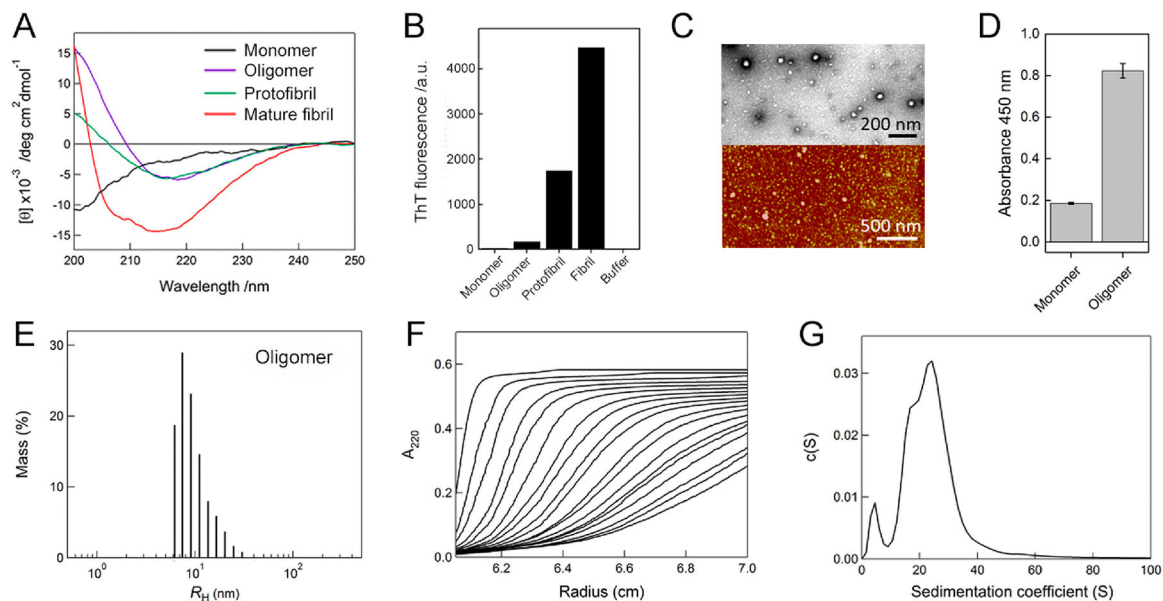 A
[θ] x10⁻³ /deg cm² dmol⁻¹
15
10
5
0
-5
-10
-15
Monomer
Oligomer
Protofibril
Mature fibril
200 210 220 230 240 250
Wavelength /nm
B
ThT fluorescence /a.u.
4000
3000
2000
1000
0
Monomer
Oligomer
Protofibril
Fibril
Buffer
C
200 nm
500 nm
D
Absorbance 450 nm
1.0
0.8
0.6
0.4
0.2
0.0
Monomer
Oligomer
E
Oligomer
Mass (%)
30
20
10
0
10⁰ 10¹ 10²
R_H (nm)
F
A₂₂₀
0.6
0.4
0.2
0.0
6.2 6.4 6.6 6.8 7.0
Radius (cm)
G
c(S)
0.03
0.02
0.01
0.00
0 20 40 60 80 100
Sedimentation coefficient (S)